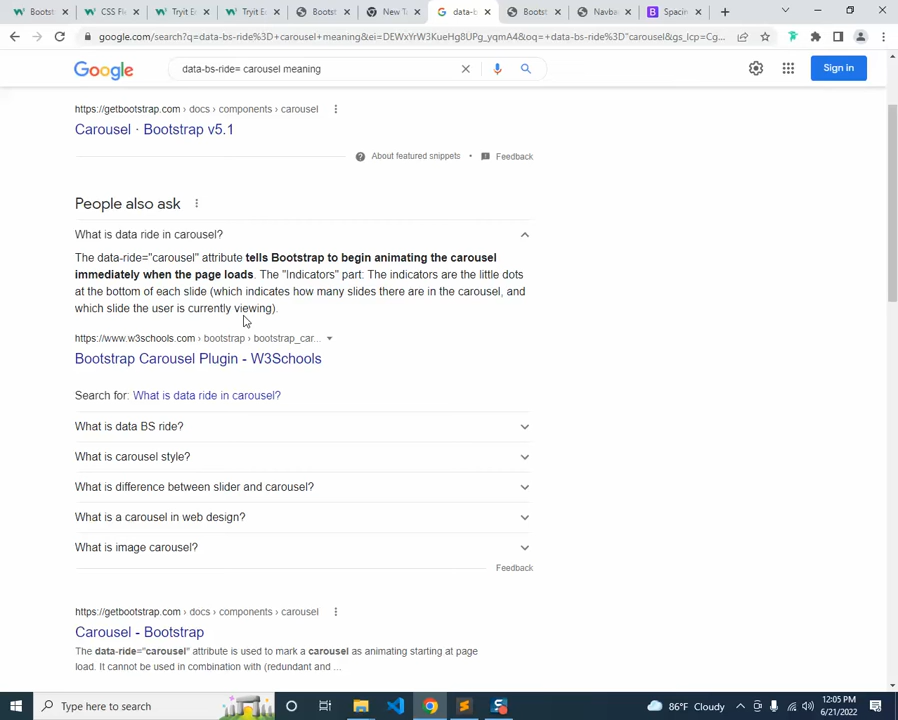 Bootst
CSS Fl
Tryit E
Tryit E
Bootst
New T
data-b
Bootst
Navba
Spacin
google.com/search?q=data-bs-ride%3D+carousel+meaning&ei=DEWxYrW3KueHg8UPg_yqmA4&oq=+data-bs-ride%3D"carousel&gs_lcp=Cg...
Google
data-bs-ride= carousel meaning
Sign in
https://getbootstrap.com › docs › components › carousel
Carousel · Bootstrap v5.1
About featured snippets • Feedback
People also ask
What is data ride in carousel?
The data-ride="carousel" attribute tells Bootstrap to begin animating the carousel
immediately when the page loads. The "Indicators" part: The indicators are the little dots
at the bottom of each slide (which indicates how many slides there are in the carousel, and
which slide the user is currently viewing).
https://www.w3schools.com › bootstrap › bootstrap_car...
Bootstrap Carousel Plugin - W3Schools
Search for: What is data ride in carousel?
What is data BS ride?
What is carousel style?
What is difference between slider and carousel?
What is a carousel in web design?
What is image carousel?
Feedback
https://getbootstrap.com › docs › components › carousel
Carousel - Bootstrap
The data-ride="carousel" attribute is used to mark a carousel as animating starting at page
load. It cannot be used in combination with (redundant and ...
Type here to search
86°F Cloudy
12:05 PM
6/21/2022